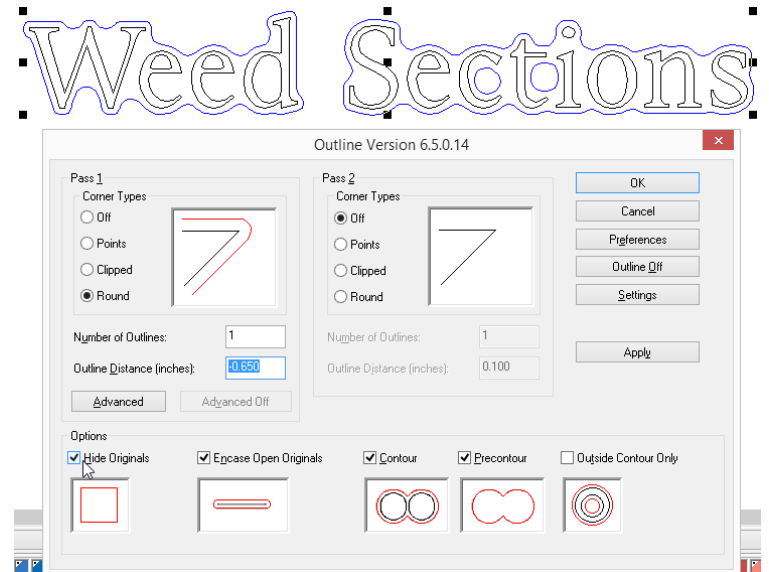 Weed Sections
Outline Version 6.5.0.14
Pass 1
Corner Types
Off
Points
Clipped
Round
Number of Outlines:
1
Outline Distance (inches):
-0.650
Advanced
Advanced Off
Pass 2
Corner Types
Off
Points
Clipped
Round
Number of Outlines:
1
Outline Distance (inches):
0.100
OK
Cancel
Preferences
Outline Off
Settings
Apply
Options
Hide Originals
Encase Open Originals
Contour
Precontour
Outside Contour Only